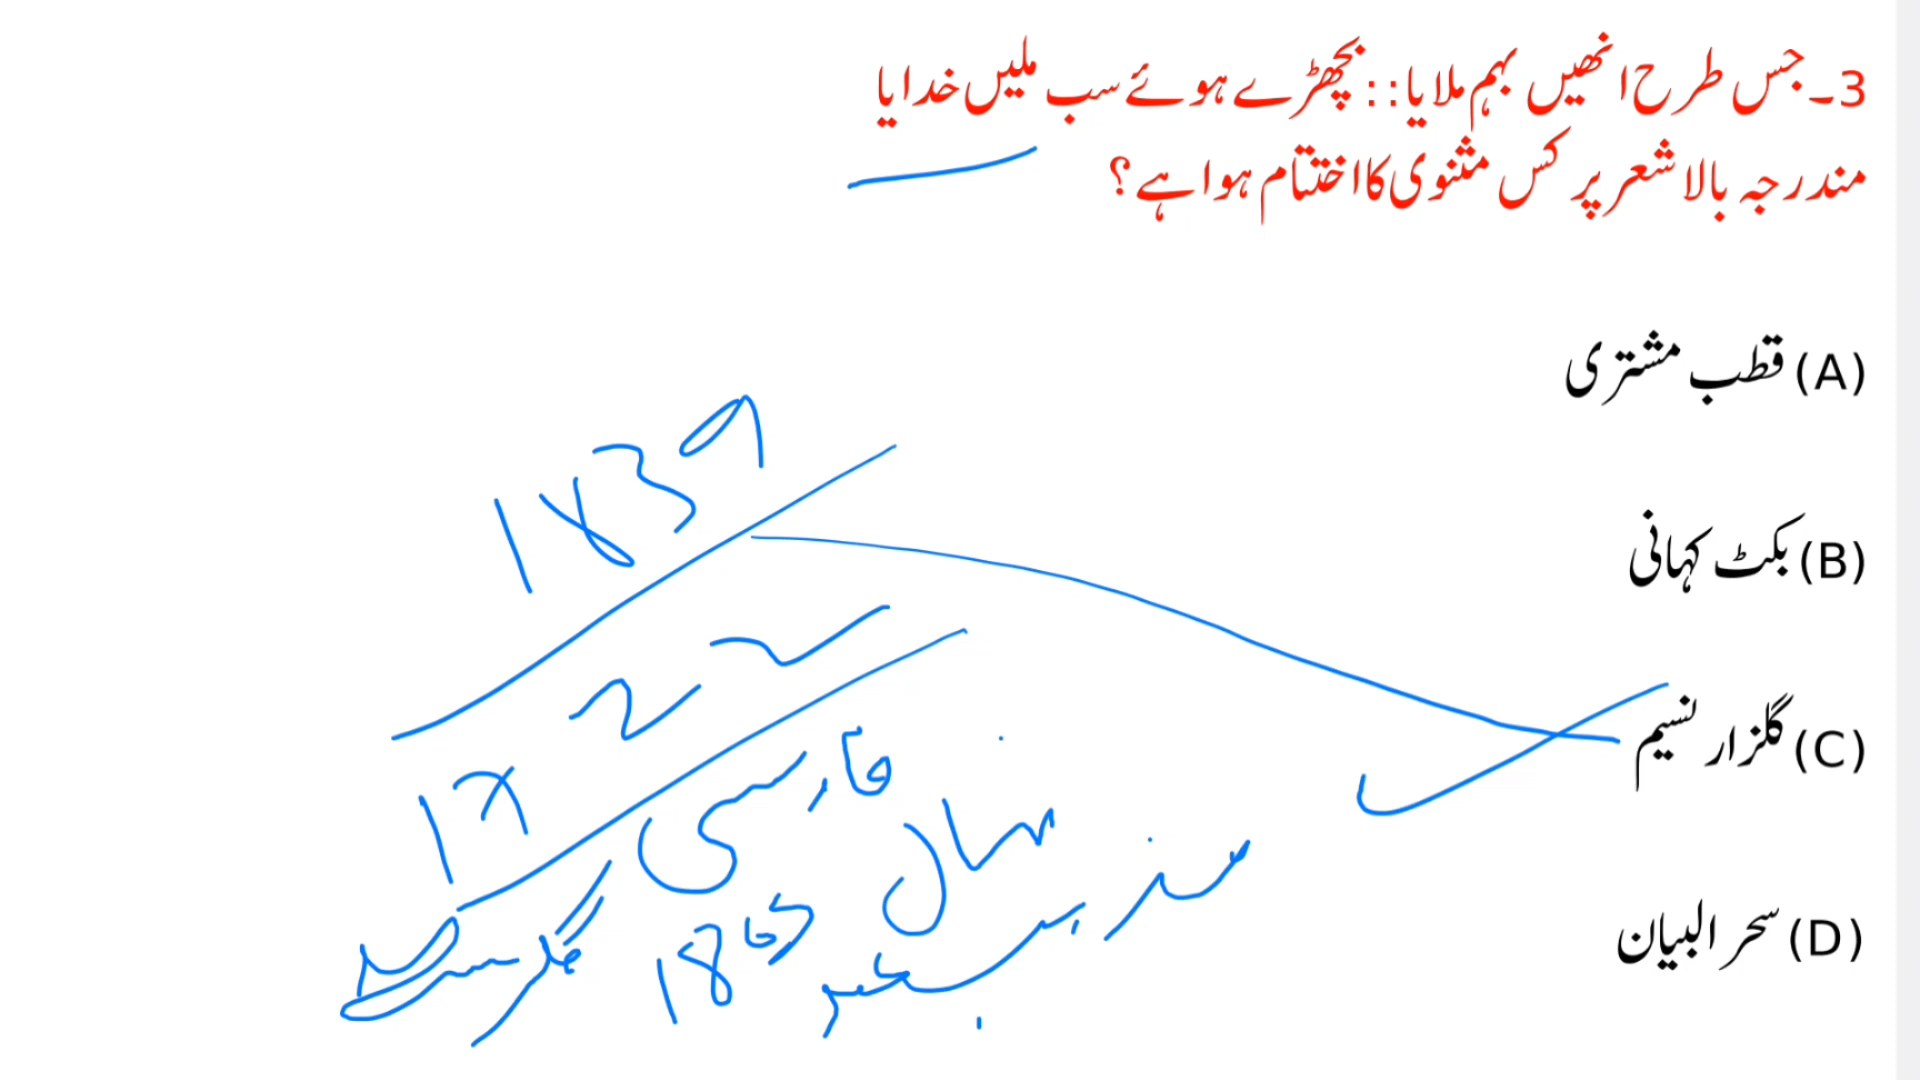 3۔جس طرح انھیں بہم ملایا::بچھڑے ہوئے سب ملیں خدایا
مندرجہ بالا شعر پر کس مثنوی کا اختتام ہوا ہے؟
(A) قطب مشتری
1839
(B) بکٹ کہانی
(C) گلزار نسیم
فارسی
نہال
(D) سحر البیان